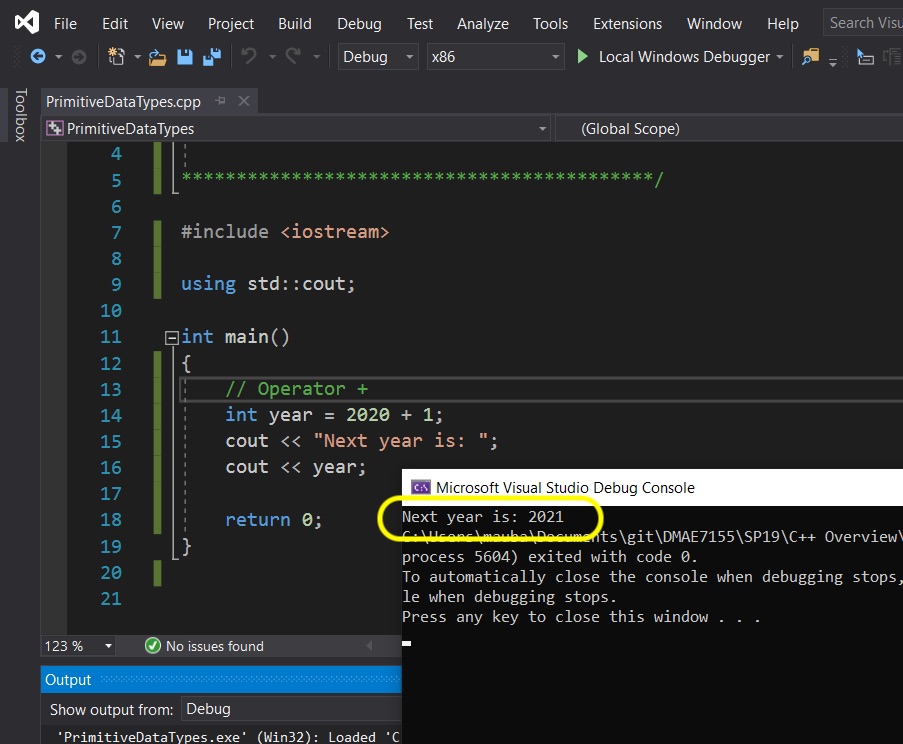 File Edit View Project Build Debug Test Analyze Tools Extensions Window Help Search
Debug x86 Local Windows Debugger
Toolbox
PrimitiveDataTypes.cpp
PrimitiveDataTypes (Global Scope)
4
5 *******************************************/
6
7 #include <iostream>
8
9 using std::cout;
10
11 int main()
12 {
13 // Operator +
14 int year = 2020 + 1;
15 cout << "Next year is: ";
16 cout << year;
17
18 return 0;
19 }
20
21
C:\ Microsoft Visual Studio Debug Console
Next year is: 2021
C:\Users\mauba\Documents\git\DMAE7155\SP19\C++ Overview\
process 5604) exited with code 0.
To automatically close the console when debugging stops,
le when debugging stops.
Press any key to close this window . . .
123 % No issues found
Output
Show output from: Debug
'PrimitiveDataTypes.exe' (Win32): Loaded 'C